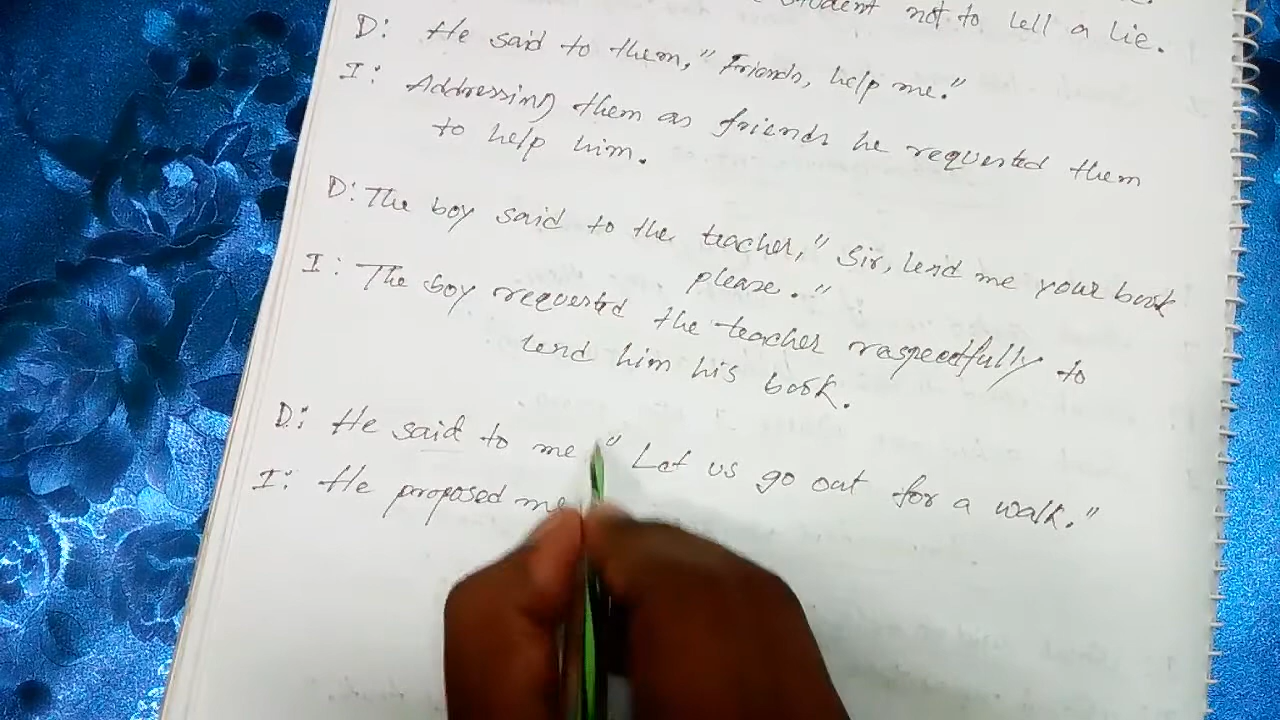 student not to tell a lie.
D: He said to them, "Friends, help me."
I: Addressing them as friends he requested them
to help him.
D: The boy said to the teacher, "Sir, lend me your book
please."
I: The boy requested the teacher raspeedfully to
lend him his book.
D: He said to me "Let us go out for a walk."
I: He proposed me